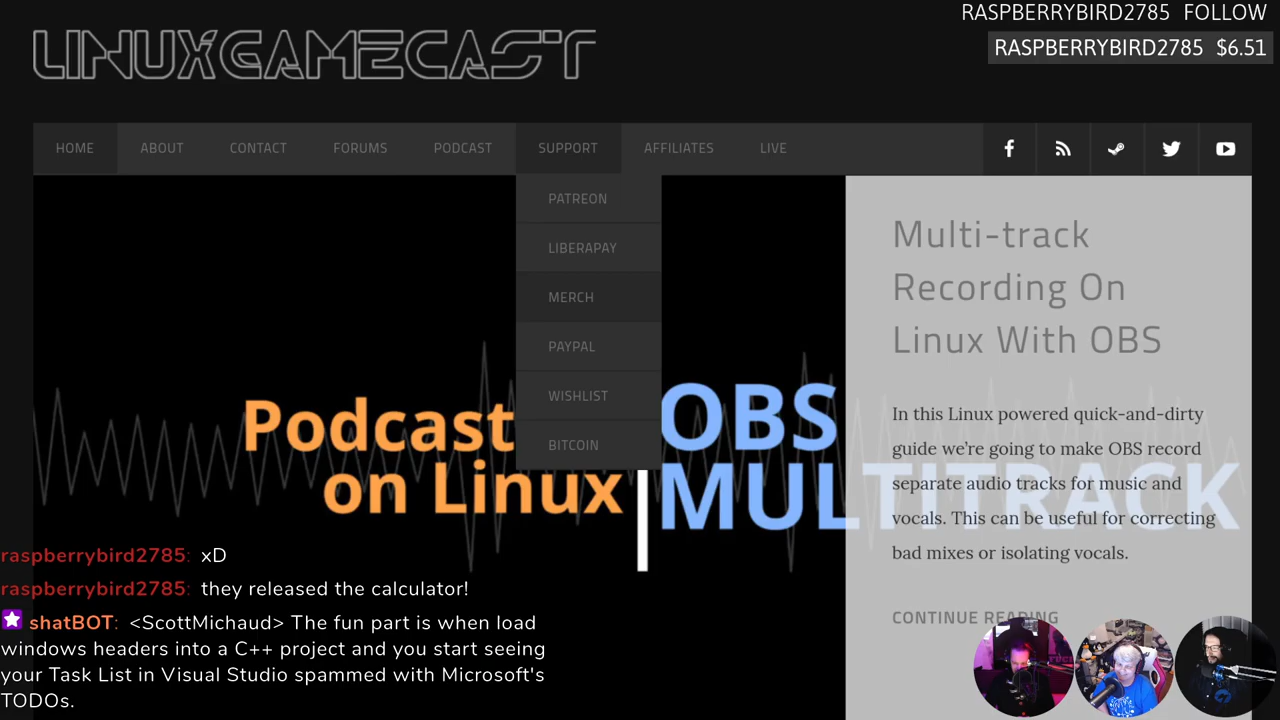 RASPBERRYBIRD2785 FOLLOW
RASPBERRYBIRD2785 $6.51
LINUXGAMECAST
HOME ABOUT CONTACT FORUMS PODCAST SUPPORT AFFILIATES LIVE
PATREON
LIBERAPAY
MERCH
PAYPAL
WISHLIST
BITCOIN
Podcast
on Linux
OBS
MULTITRACK
Multi-track
Recording On
Linux With OBS
In this Linux powered quick-and-dirty
guide we’re going to make OBS record
separate audio tracks for music and
vocals. This can be useful for correcting
bad mixes or isolating vocals.
CONTINUE READING
raspberrybird2785: xD
raspberrybird2785: they released the calculator!
shatBOT: <ScottMichaud> The fun part is when load
windows headers into a C++ project and you start seeing
your Task List in Visual Studio spammed with Microsoft's
TODOs.